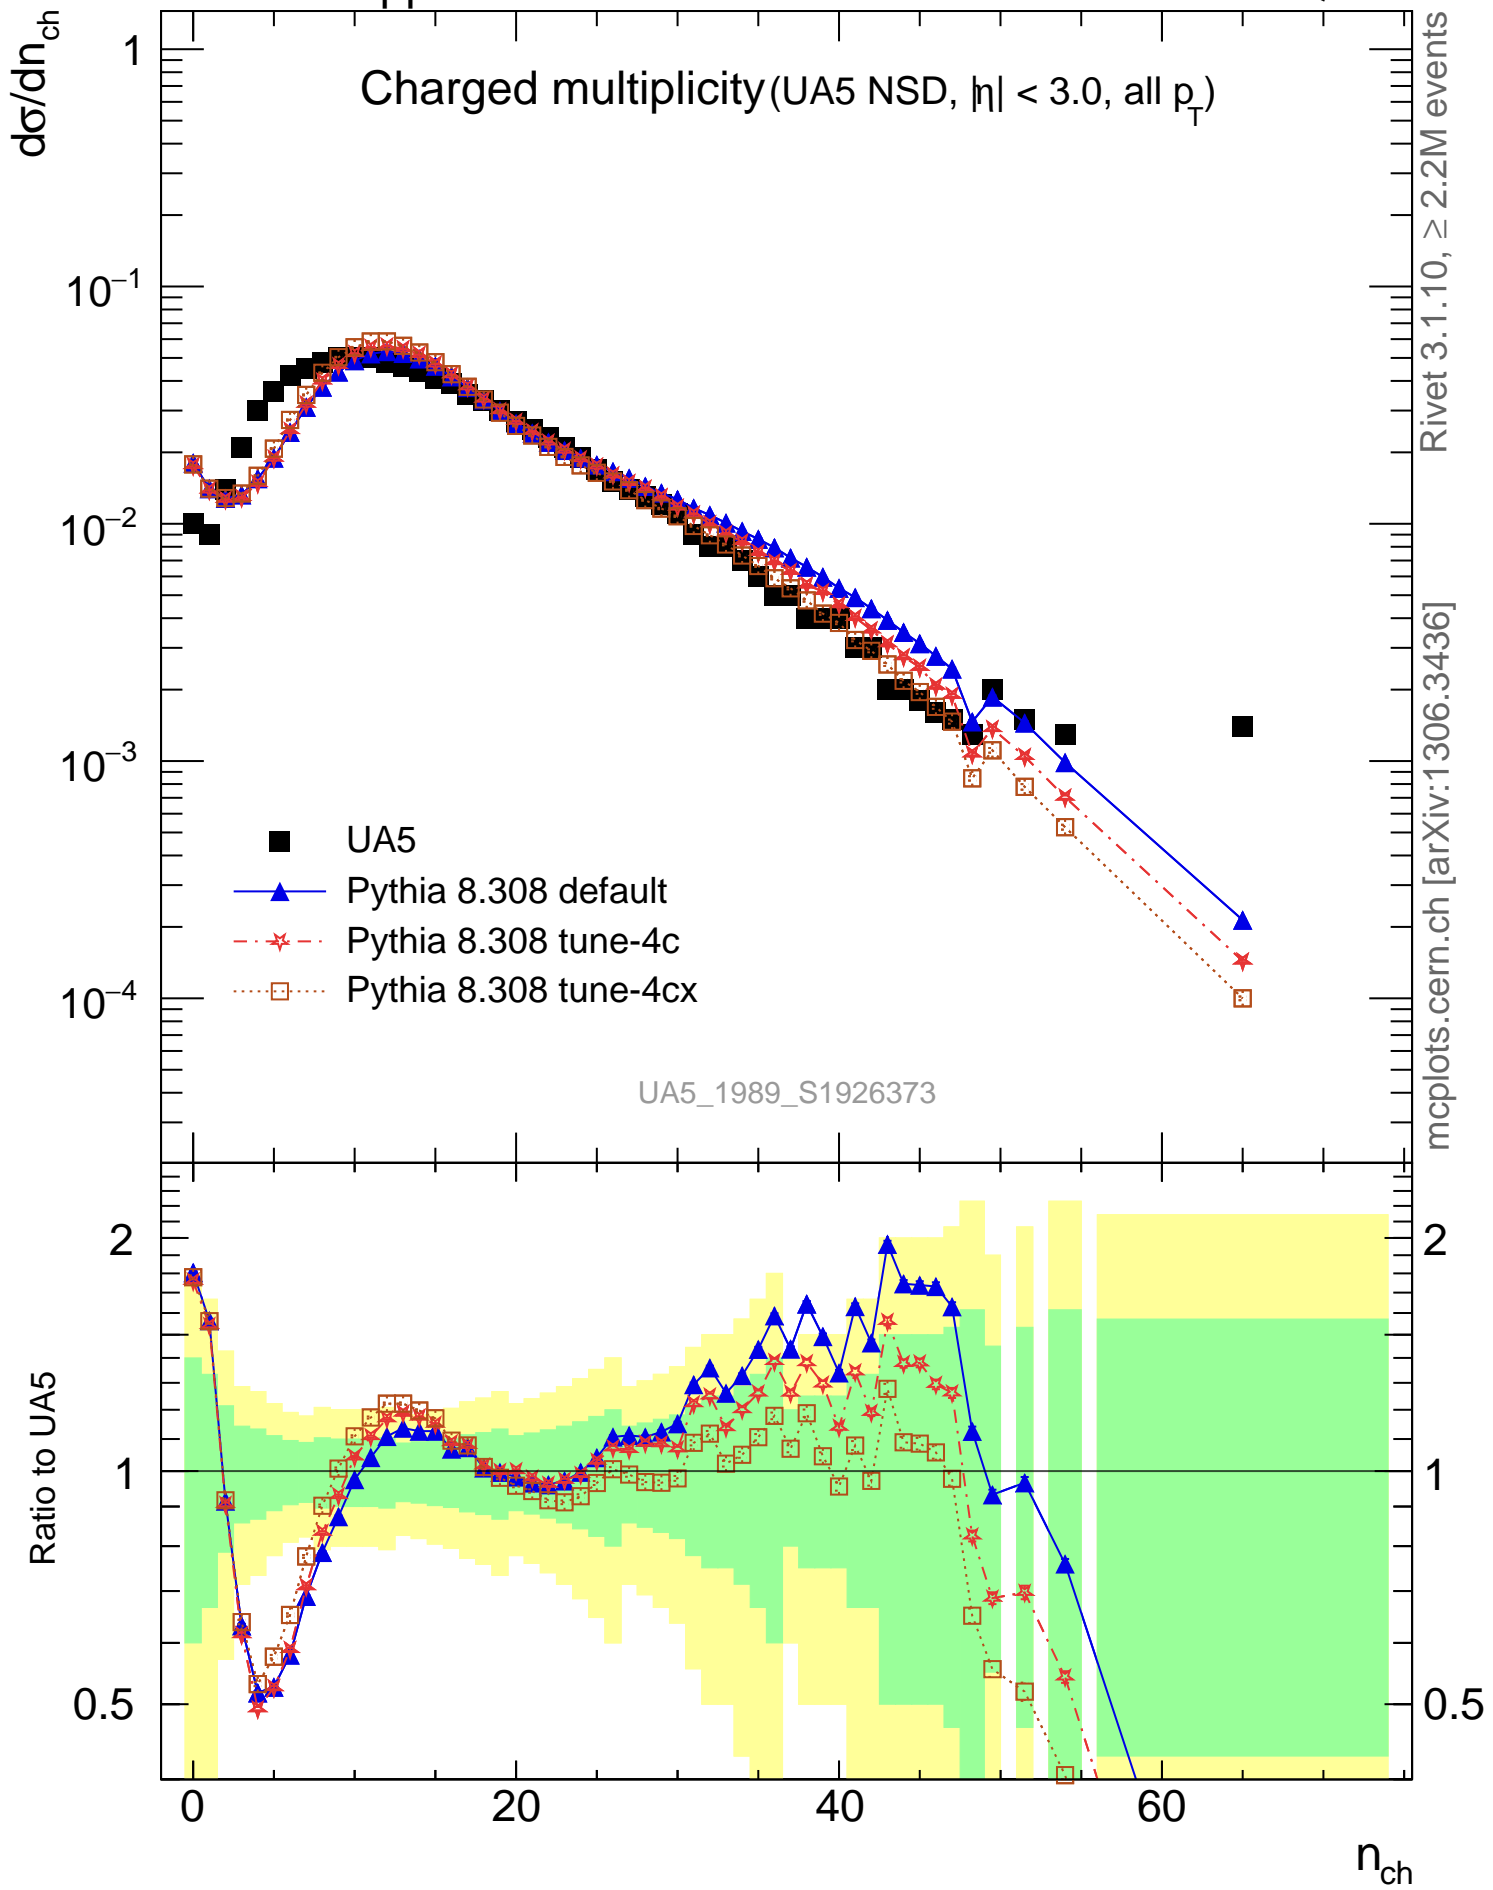 dσ/dn_ch
Charged multiplicity (UA5 NSD, |η| < 3.0, all p_T)
1
10⁻¹
10⁻²
10⁻³
10⁻⁴
UA5
Pythia 8.308 default
Pythia 8.308 tune-4c
Pythia 8.308 tune-4cx
UA5_1989_S1926373
Rivet 3.1.10, ≥ 2.2M events
mcplots.cern.ch [arXiv:1306.3436]
Ratio to UA5
2
1
0.5
2
1
0.5
0 20 40 60
n_ch